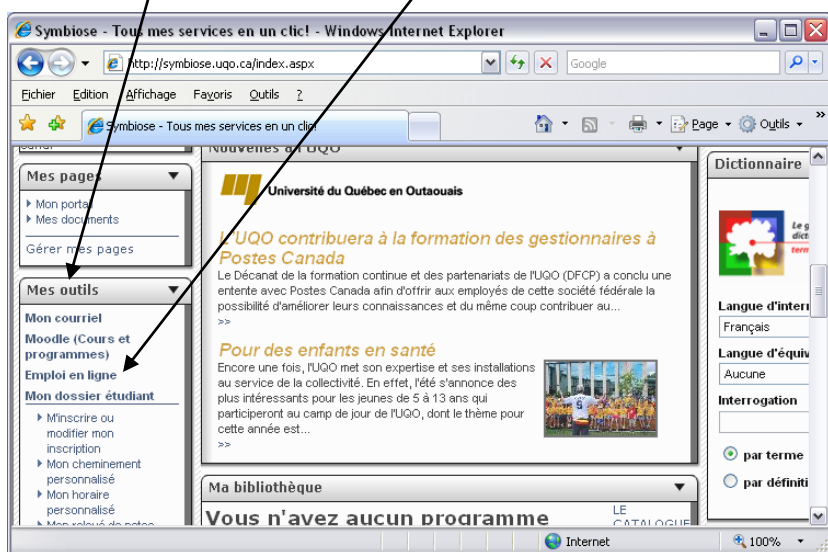 Symbiose - Tous mes services en un clic! - Windows Internet Explorer
http://symbiose.uqo.ca/index.aspx
Google
Fichier Edition Affichage Favoris Outils ?
Symbiose - Tous mes services en un clic!
Page
Outils
»
Nouvelles à l'UQO
Mes pages
Mon portail
Mes documents
Gérer mes pages
Mes outils
Mon courriel
Moodle (Cours et
programmes)
Emploi en ligne
Mon dossier étudiant
M'inscrire ou
modifier mon
inscription
Mon cheminement
personnalisé
Mon horaire
personnalisé
Mon relevé de notes
Université du Québec en Outaouais
L'UQO contribuera à la formation des gestionnaires à
Postes Canada
Le Décanat de la formation continue et des partenariats de l'UQO (DFCP) a conclu une
entente avec Postes Canada afin d'offrir aux employés de cette société fédérale la
possibilité d'améliorer leurs connaissances et du même coup contribuer au...
>>
Pour des enfants en santé
Encore une fois, l'UQO met son expertise et ses installations
au service de la collectivité. En effet, l'été s'annonce des
plus intéressants pour les jeunes de 5 à 13 ans qui
participeront au camp de jour de l'UQO, dont le thème pour
cette année est...
>>
Ma bibliothèque
Vous n'avez aucun programme
LE
CATALOGUE
Dictionnaire
Le g
dict
term
Langue d'interr
Français
Langue d'équiv
Aucune
Interrogation
par terme
par définiti
Internet
100%